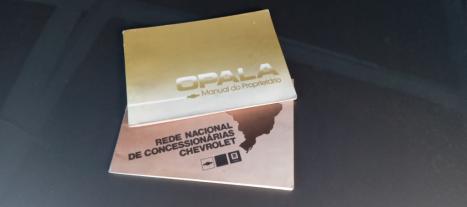 OPALA
Manual do Proprietário
REDE NACIONAL
DE CONCESSIONÁRIAS
CHEVROLET